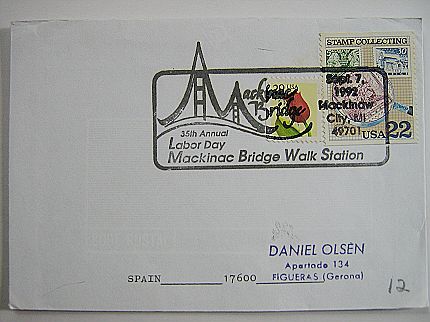 STAMP COLLECTING
USA 22
Mackinac
Bridge
Sept. 7,
1992
Mackinaw
City, MI
49701
35th Annual
Labor Day
Mackinac Bridge Walk Station
DANIEL OLSÈN
Apartado 134
SPAIN 17600 FIGUERAS (Gerona)
12